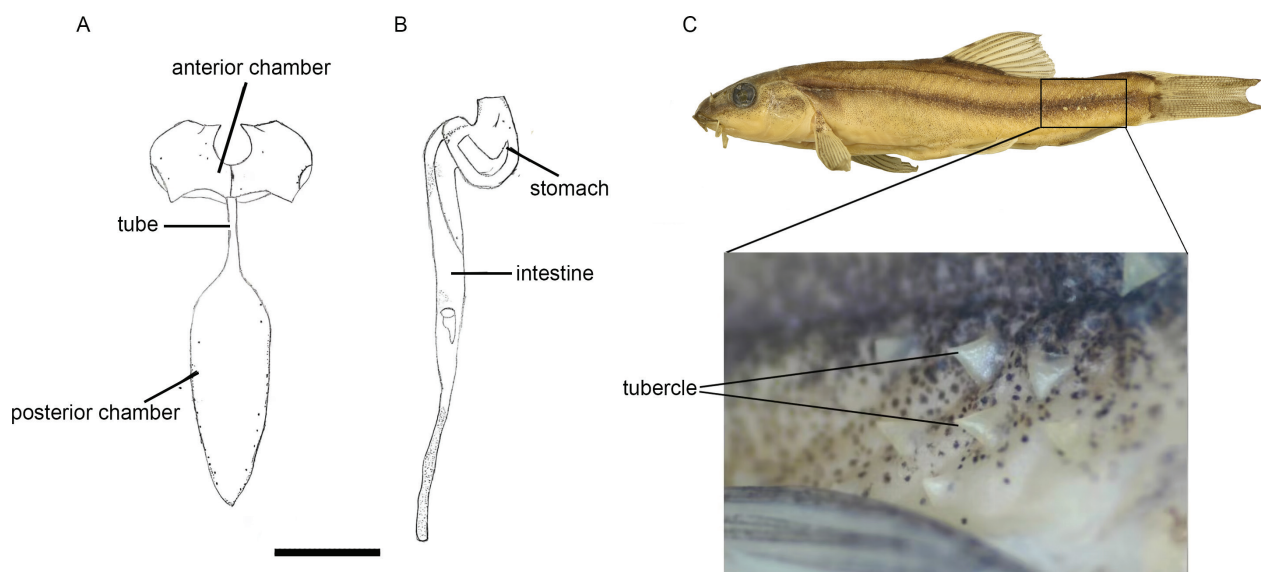 A
B
C
anterior chamber
stomach
tube
intestine
posterior chamber
tubercle